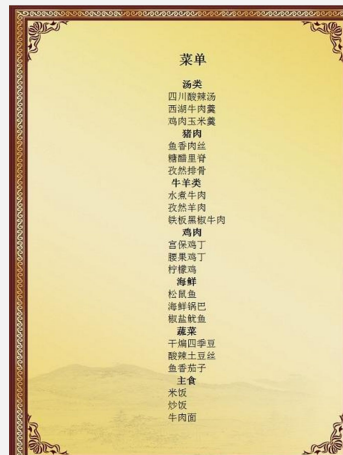 菜单
汤类
四川酸辣汤
西湖牛肉羹
鸡肉玉米羹
猪肉
鱼香肉丝
糖醋里脊
孜然排骨
牛羊类
水煮牛肉
孜然羊肉
铁板黑椒牛肉
鸡肉
宫保鸡丁
腰果鸡丁
柠檬鸡
海鲜
松鼠鱼
海鲜锅巴
椒盐鱿鱼
蔬菜
干煸四季豆
酸辣土豆丝
鱼香茄子
主食
米饭
炒饭
牛肉面